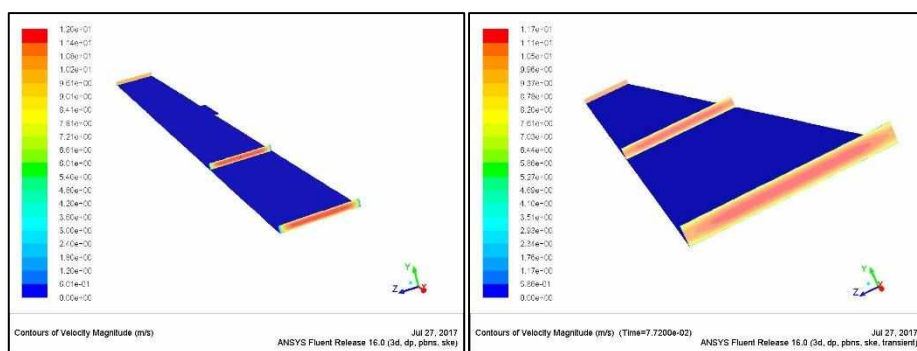 1.20e+01
1.14e+01
1.08e+01
1.02e+01
9.61e+00
9.01e+00
8.41e+00
7.81e+00
7.21e+00
6.61e+00
6.01e+00
5.40e+00
4.80e+00
4.20e+00
3.60e+00
3.00e+00
2.40e+00
1.80e+00
1.20e+00
6.01e-01
0.00e+00
Y
Z
X
Contours of Velocity Magnitude (m/s)
Jul 27, 2017
ANSYS Fluent Release 16.0 (3d, dp, pbns, ske)
1.17e+01
1.11e+01
1.05e+01
9.96e+00
9.37e+00
8.78e+00
8.20e+00
7.61e+00
7.03e+00
6.44e+00
5.86e+00
5.27e+00
4.68e+00
4.10e+00
3.51e+00
2.93e+00
2.34e+00
1.76e+00
1.17e+00
5.86e-01
0.00e+00
Y
Z
X
Contours of Velocity Magnitude (m/s) (Time=7.7200e-02)
Jul 27, 2017
ANSYS Fluent Release 16.0 (3d, dp, pbns, ske, transient)